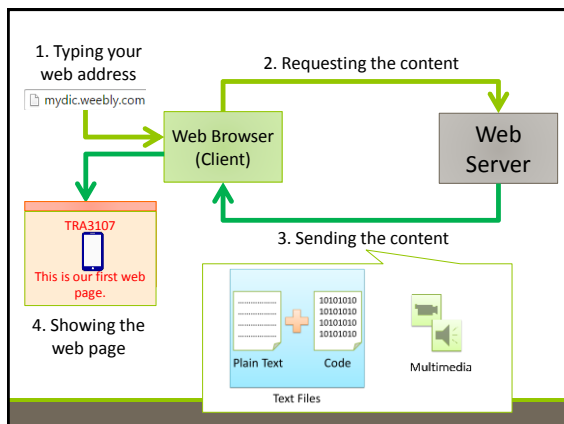 1. Typing your
web address
mydic.weebly.com
2. Requesting the content
Web Browser
(Client)
Web
Server
TRA3107
This is our first web
page.
3. Sending the content
4. Showing the
web page
10101010
10101010
10101010
10101010
Plain Text
Code
Multimedia
Text Files